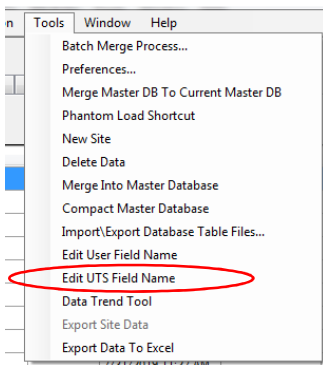 n Tools Window Help
Batch Merge Process...
Preferences...
Merge Master DB To Current Master DB
Phantom Load Shortcut
New Site
Delete Data
Merge Into Master Database
Compact Master Database
Import\Export Database Table Files...
Edit User Field Name
Edit UTS Field Name
Data Trend Tool
Export Site Data
Export Data To Excel